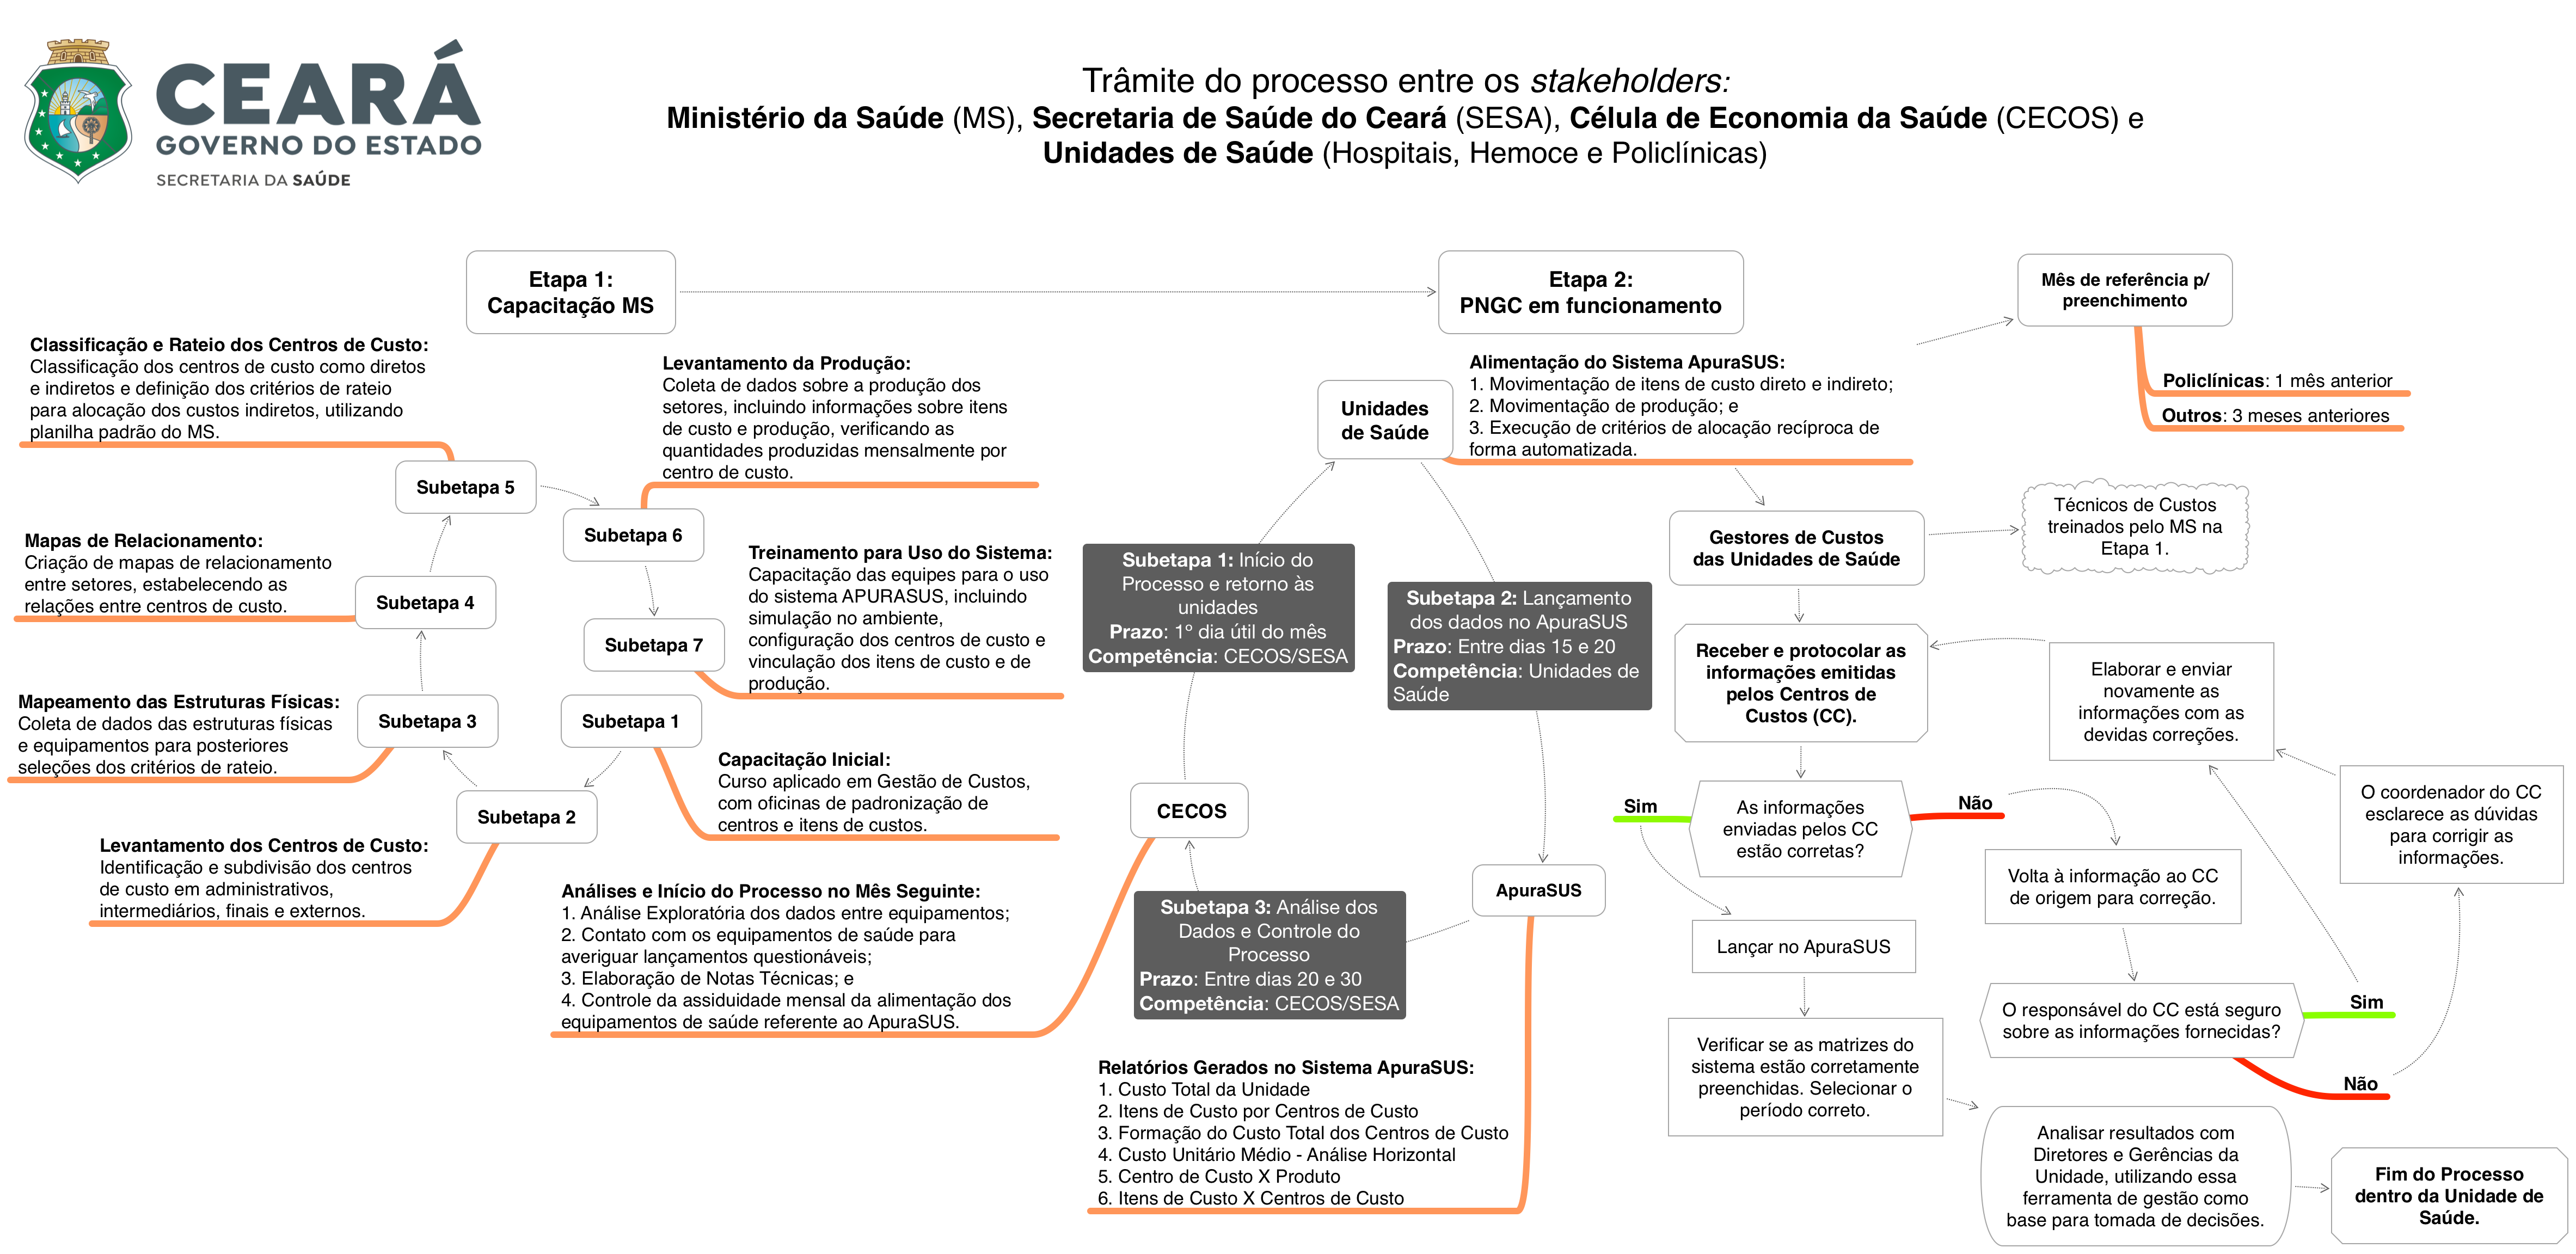 CEARÁ
GOVERNO DO ESTADO
SECRETARIA DA SAÚDE
Trâmite do processo entre os stakeholders:
Ministério da Saúde (MS), Secretaria de Saúde do Ceará (SESA), Célula de Economia da Saúde (CECOS) e
Unidades de Saúde (Hospitais, Hemoce e Policlínicas)
Etapa 1:
Capacitação MS
Etapa 2:
PNGC em funcionamento
Mês de referência p/
preenchimento
Policlínicas: 1 mês anterior
Outros: 3 meses anteriores
Classificação e Rateio dos Centros de Custo:
Classificação dos centros de custo como diretos
e indiretos e definição dos critérios de rateio
para alocação dos custos indiretos, utilizando
planilha padrão do MS.
Subetapa 5
Levantamento da Produção:
Coleta de dados sobre a produção dos
setores, incluindo informações sobre itens
de custo e produção, verificando as
quantidades produzidas mensalmente por
centro de custo.
Subetapa 6
Mapas de Relacionamento:
Criação de mapas de relacionamento
entre setores, estabelecendo as
relações entre centros de custo.
Subetapa 4
Treinamento para Uso do Sistema:
Capacitação das equipes para o uso
do sistema APURASUS, incluindo
simulação no ambiente,
configuração dos centros de custo e
vinculação dos itens de custo e de
produção.
Subetapa 7
Mapeamento das Estruturas Físicas:
Coleta de dados das estruturas físicas
e equipamentos para posteriores
seleções dos critérios de rateio.
Subetapa 3
Subetapa 1
Capacitação Inicial:
Curso aplicado em Gestão de Custos,
com oficinas de padronização de
centros e itens de custos.
Subetapa 2
Levantamento dos Centros de Custo:
Identificação e subdivisão dos centros
de custo em administrativos,
intermediários, finais e externos.
Análises e Início do Processo no Mês Seguinte:
1. Análise Exploratória dos dados entre equipamentos;
2. Contato com os equipamentos de saúde para
averiguar lançamentos questionáveis;
3. Elaboração de Notas Técnicas; e
4. Controle da assiduidade mensal da alimentação dos
equipamentos de saúde referente ao ApuraSUS.
Unidades
de Saúde
Alimentação do Sistema ApuraSUS:
1. Movimentação de itens de custo direto e indireto;
2. Movimentação de produção; e
3. Execução de critérios de alocação recíproca de
forma automatizada.
Subetapa 1: Início do
Processo e retorno às
unidades
Prazo: 1º dia útil do mês
Competência: CECOS/SESA
Subetapa 2: Lançamento
dos dados no ApuraSUS
Prazo: Entre dias 15 e 20
Competência: Unidades de
Saúde
CECOS
ApuraSUS
Subetapa 3: Análise dos
Dados e Controle do
Processo
Prazo: Entre dias 20 e 30
Competência: CECOS/SESA
Relatórios Gerados no Sistema ApuraSUS:
1. Custo Total da Unidade
2. Itens de Custo por Centros de Custo
3. Formação do Custo Total dos Centros de Custo
4. Custo Unitário Médio - Análise Horizontal
5. Centro de Custo X Produto
6. Itens de Custo X Centros de Custo
Gestores de Custos
das Unidades de Saúde
Técnicos de Custos
treinados pelo MS na
Etapa 1.
Receber e protocolar as
informações emitidas
pelos Centros de
Custos (CC).
Elaborar e enviar
novamente as
informações com as
devidas correções.
As informações
enviadas pelos CC
estão corretas?
Sim
Não
O coordenador do CC
esclarece as dúvidas
para corrigir as
informações.
Volta à informação ao CC
de origem para correção.
Lançar no ApuraSUS
O responsável do CC está seguro
sobre as informações fornecidas?
Sim
Não
Verificar se as matrizes do
sistema estão corretamente
preenchidas. Selecionar o
período correto.
Analisar resultados com
Diretores e Gerências da
Unidade, utilizando essa
ferramenta de gestão como
base para tomada de decisões.
Fim do Processo
dentro da Unidade de
Saúde.